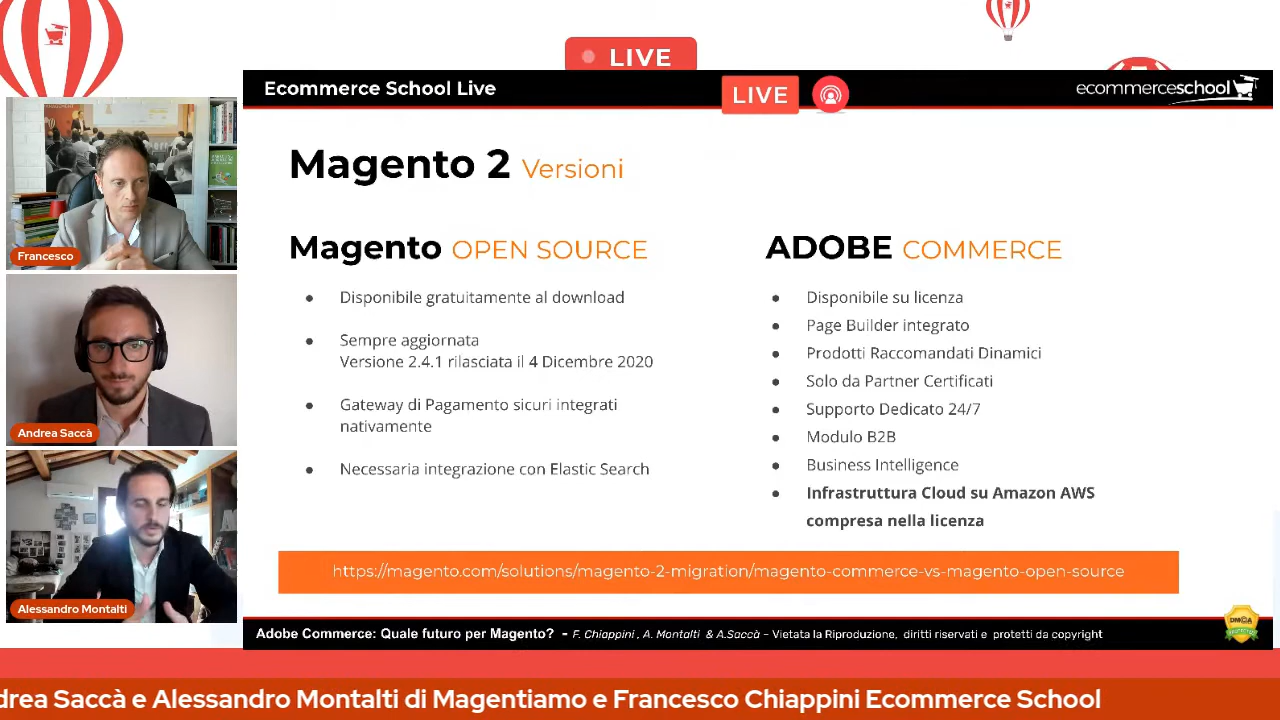 LIVE
Ecommerce School Live
LIVE
ecommerceschool
Magento 2 Versioni
Magento OPEN SOURCE
● Disponibile gratuitamente al download
● Sempre aggiornata
Versione 2.4.1 rilasciata il 4 Dicembre 2020
● Gateway di Pagamento sicuri integrati
nativamente
● Necessaria integrazione con Elastic Search
ADOBE COMMERCE
● Disponibile su licenza
● Page Builder integrato
● Prodotti Raccomandati Dinamici
● Solo da Partner Certificati
● Supporto Dedicato 24/7
● Modulo B2B
● Business Intelligence
● Infrastruttura Cloud su Amazon AWS
compresa nella licenza
https://magento.com/solutions/magento-2-migration/magento-commerce-vs-magento-open-source
Francesco
Andrea Saccà
Alessandro Montalti
Adobe Commerce: Quale futuro per Magento? - F. Chiappini , A. Montalti & A.Saccà - Vietata la Riproduzione, diritti riservati e protetti da copyright
DMCA
drea Saccà e Alessandro Montalti di Magentiamo e Francesco Chiappini Ecommerce School